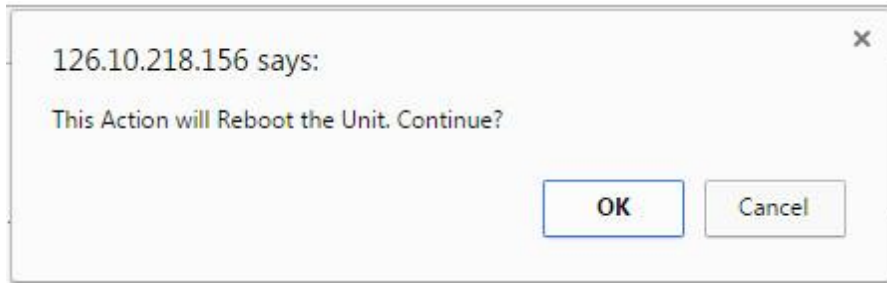 126.10.218.156 says:
This Action will Reboot the Unit. Continue?
OK Cancel